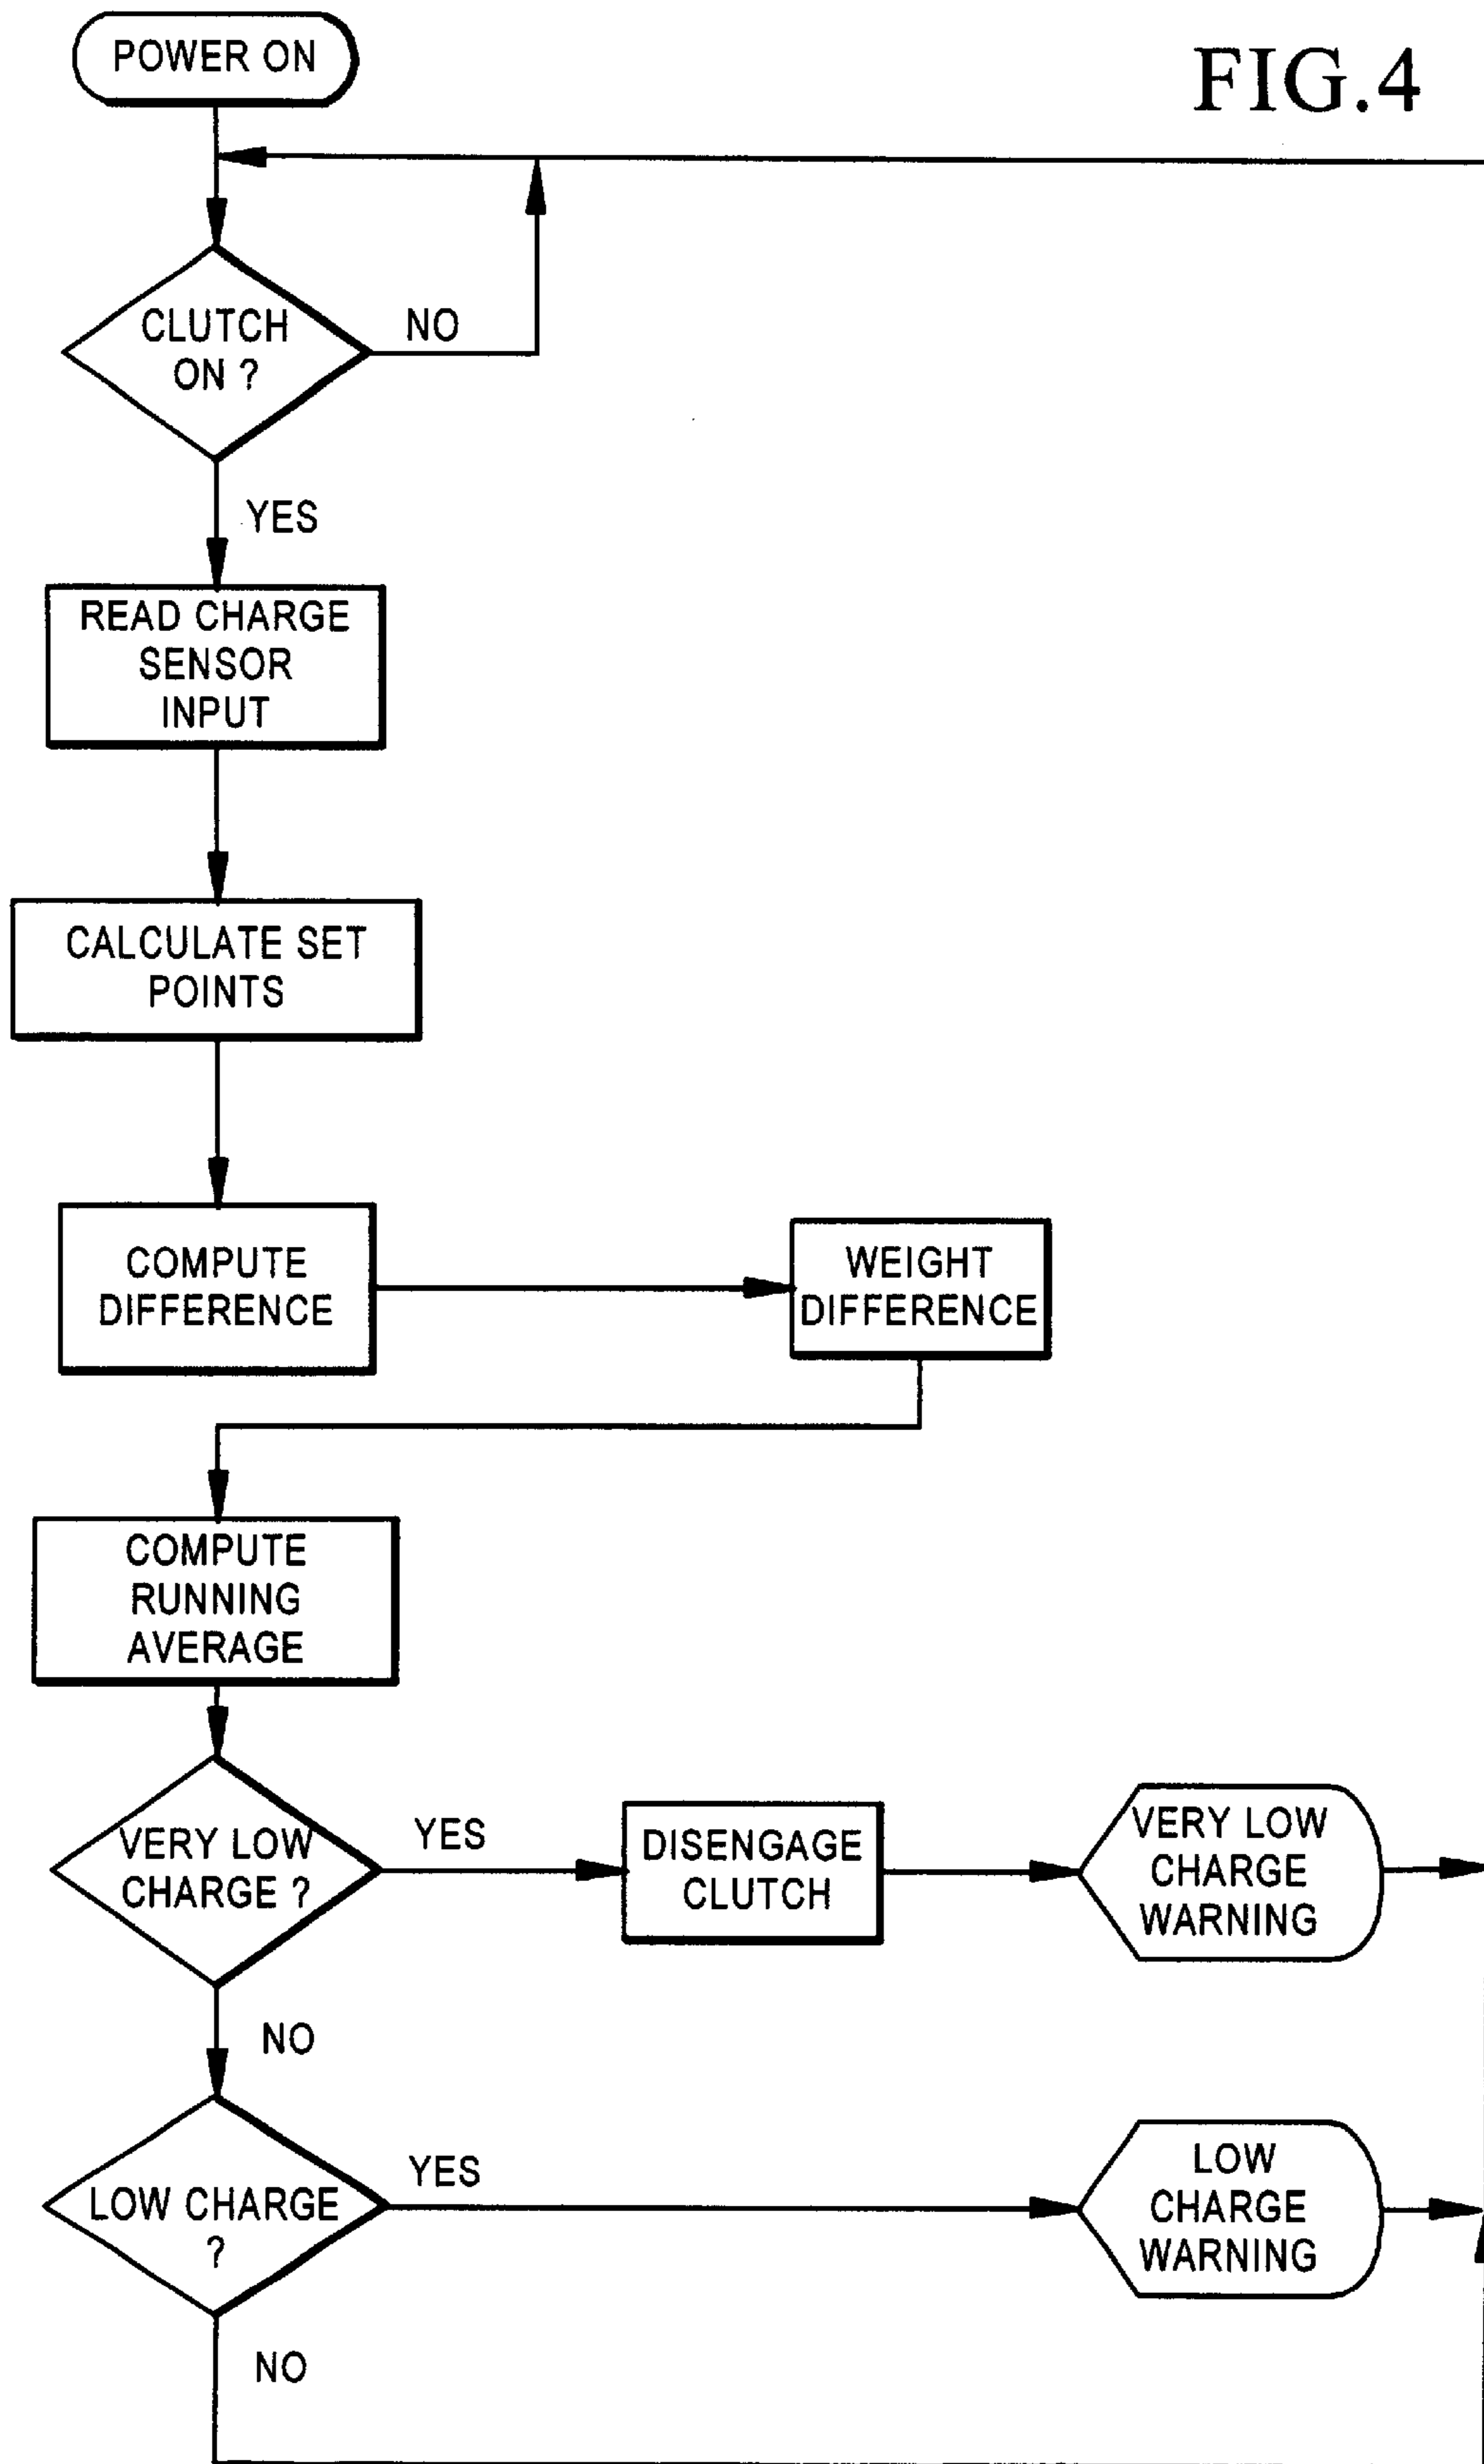 POWER ON
FIG.4
CLUTCH
ON ?
NO
YES
READ CHARGE
SENSOR
INPUT
CALCULATE SET
POINTS
COMPUTE
DIFFERENCE
WEIGHT
DIFFERENCE
COMPUTE
RUNNING
AVERAGE
VERY LOW
CHARGE ?
YES
DISENGAGE
CLUTCH
VERY LOW
CHARGE
WARNING
NO
LOW CHARGE
?
YES
LOW
CHARGE
WARNING
NO